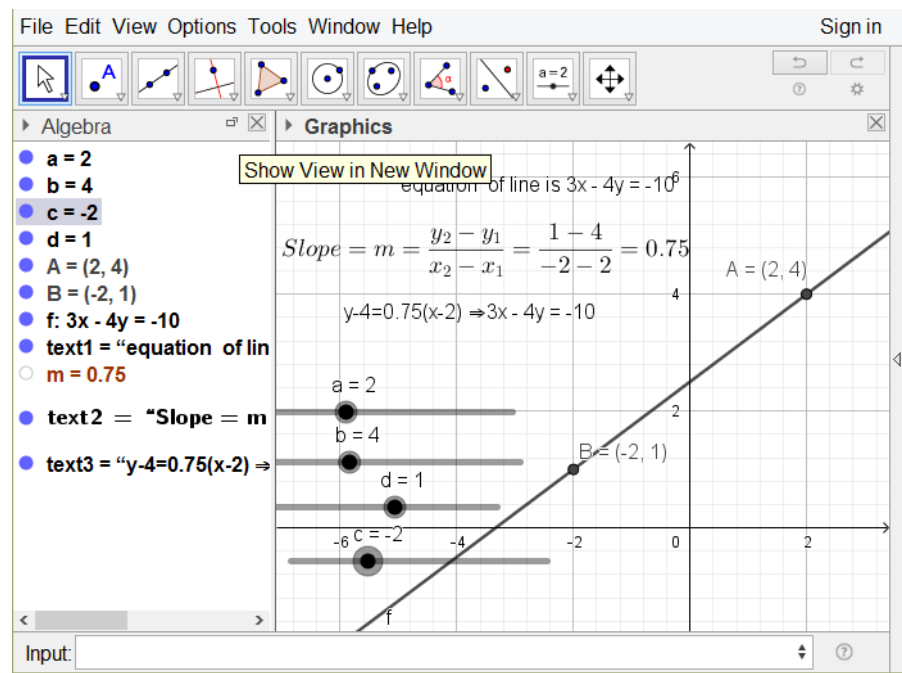 File Edit View Options Tools Window Help Sign in
A α a=2
Algebra Graphics
Show View in New Window
a = 2
b = 4
c = -2
d = 1
A = (2, 4)
B = (-2, 1)
f: 3x - 4y = -10
text1 = “equation of lin
m = 0.75
text2 = “Slope = m
text3 = “y-4=0.75(x-2) ⇒
equation of line is 3x - 4y = -10
Slope = m = (y₂ − y₁)/(x₂ − x₁) = (1 − 4)/(−2 − 2) = 0.75
y-4=0.75(x-2) ⇒3x - 4y = -10
A = (2, 4)
B = (-2, 1)
a = 2
b = 4
d = 1
c = -2
f
6
4
2
-6 -4 -2 0 2
Input: